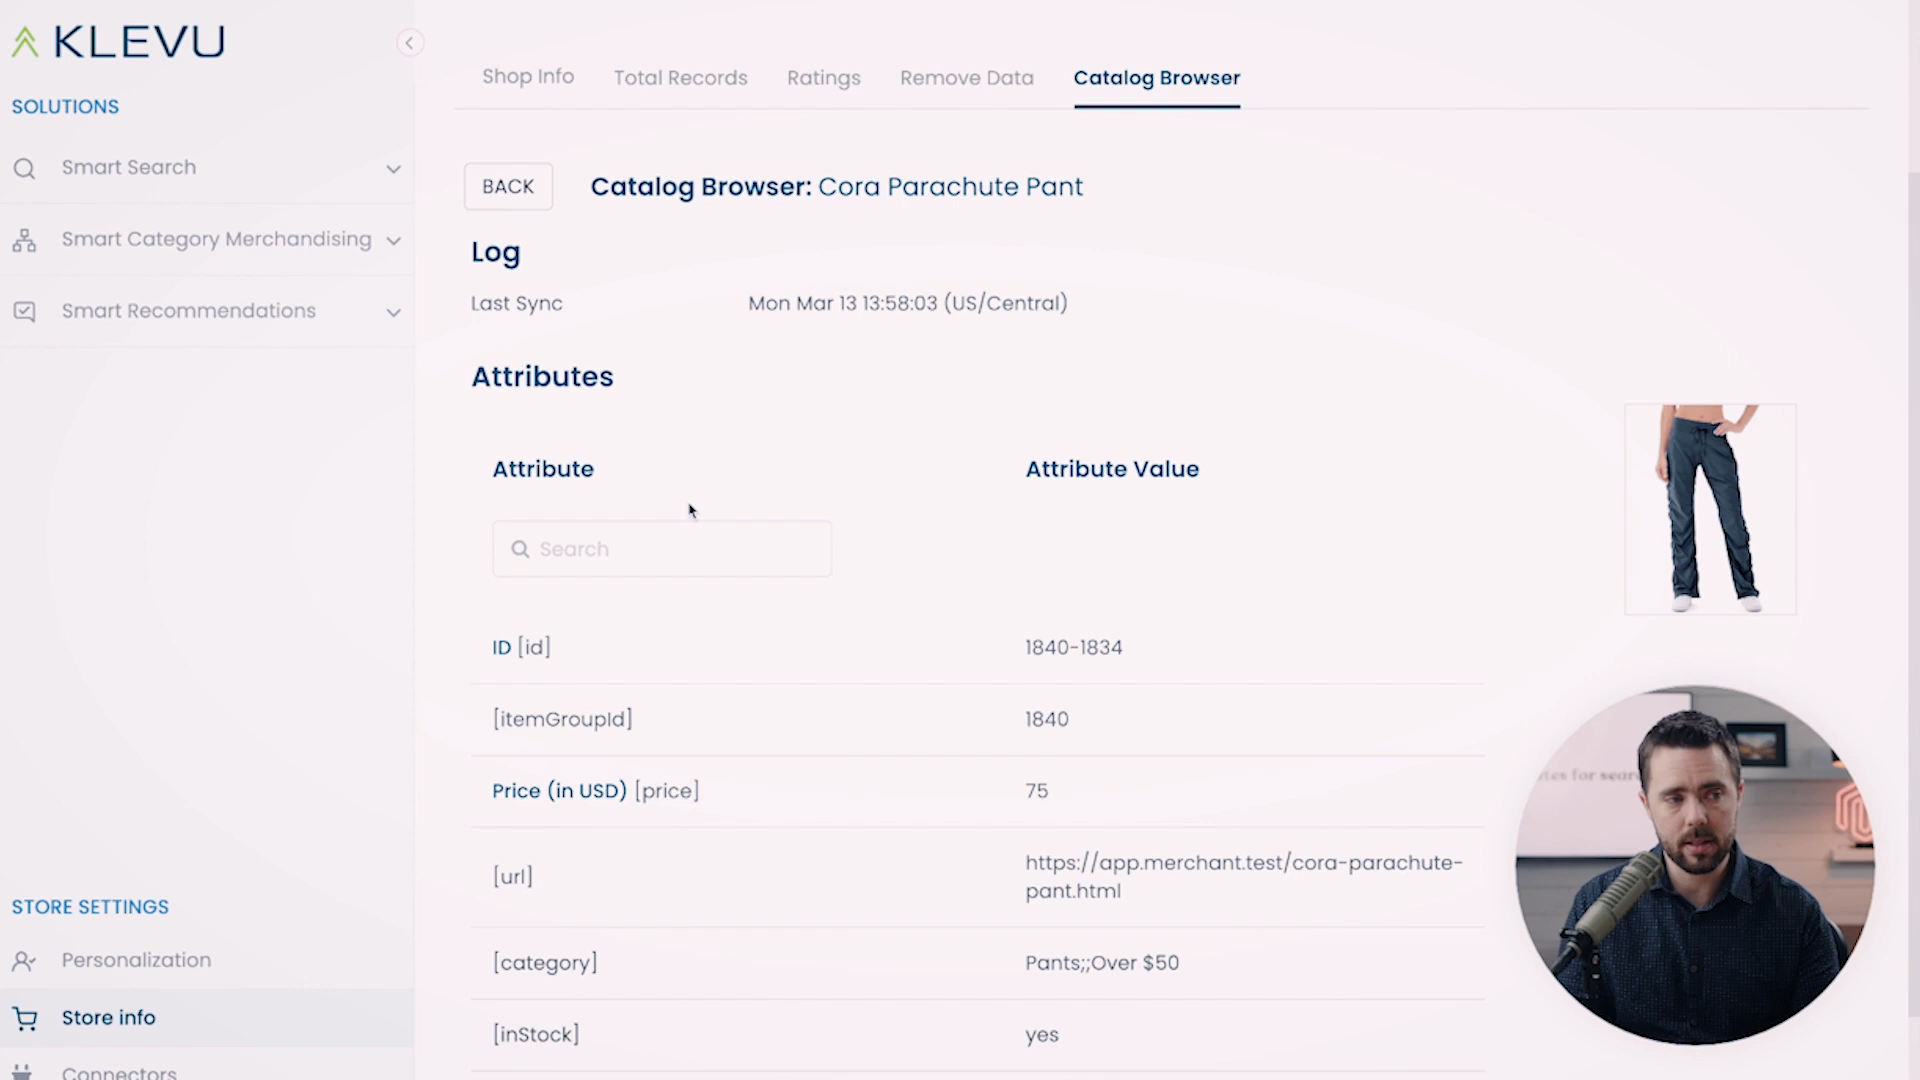 KLEVU
SOLUTIONS
Smart Search
Smart Category Merchandising
Smart Recommendations
STORE SETTINGS
Personalization
Store info
Connectors
Shop Info Total Records Ratings Remove Data Catalog Browser
BACK Catalog Browser: Cora Parachute Pant
Log
Last Sync Mon Mar 13 13:58:03 (US/Central)
Attributes
Attribute Attribute Value
Search
ID [id] 1840-1834
[itemGroupId] 1840
Price (in USD) [price] 75
[url] https://app.merchant.test/cora-parachute-
pant.html
[category] Pants;;Over $50
[inStock] yes